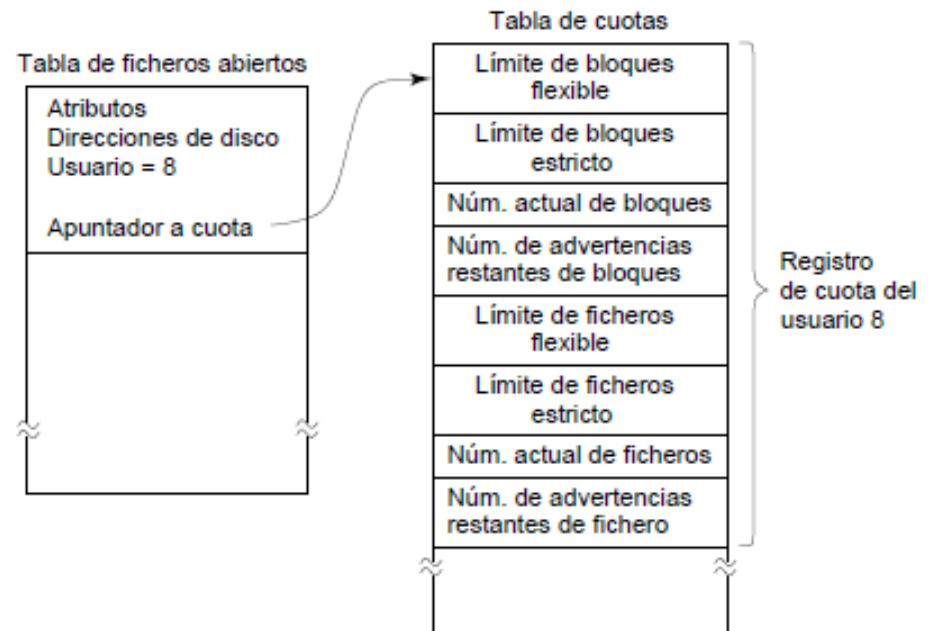 Tabla de cuotas
Tabla de ficheros abiertos
Atributos
Direcciones de disco
Usuario = 8
Apuntador a cuota
Límite de bloques
flexible
Límite de bloques
estricto
Núm. actual de bloques
Núm. de advertencias
restantes de bloques
Límite de ficheros
flexible
Límite de ficheros
estricto
Núm. actual de ficheros
Núm. de advertencias
restantes de fichero
Registro
de cuota del
usuario 8